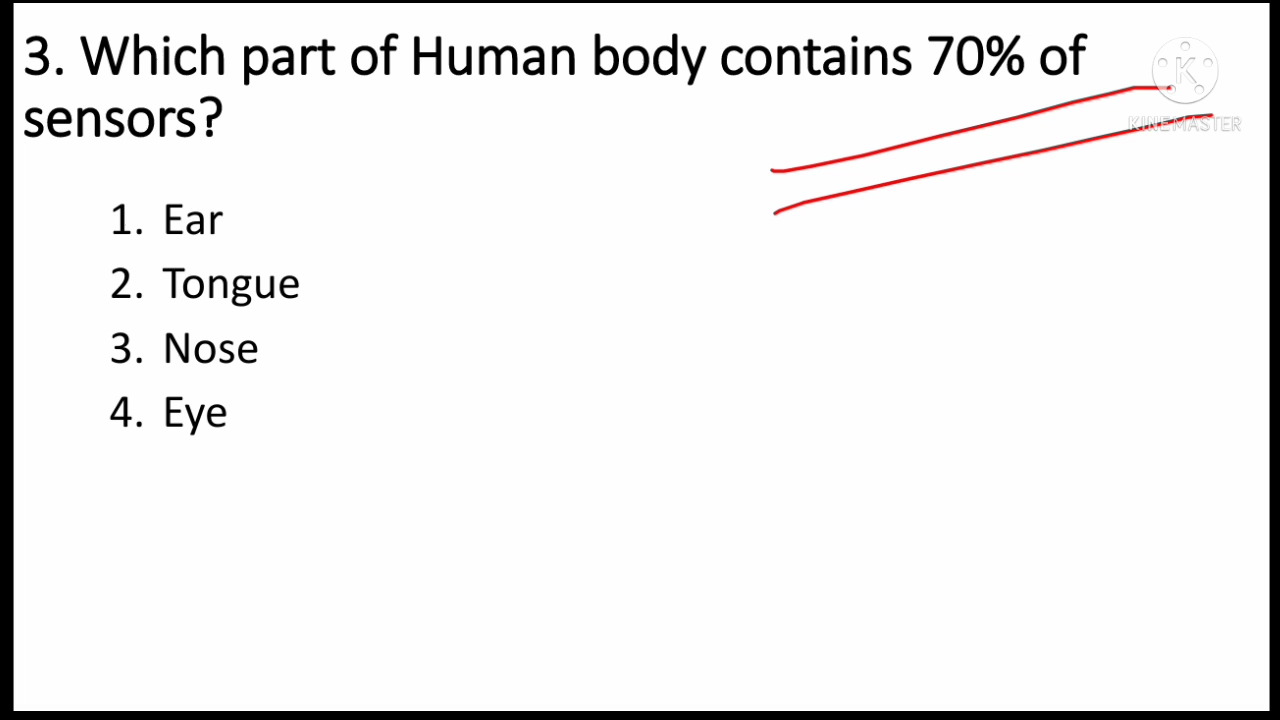 3. Which part of Human body contains 70% of
sensors?
K
KINEMASTER
1. Ear
2. Tongue
3. Nose
4. Eye